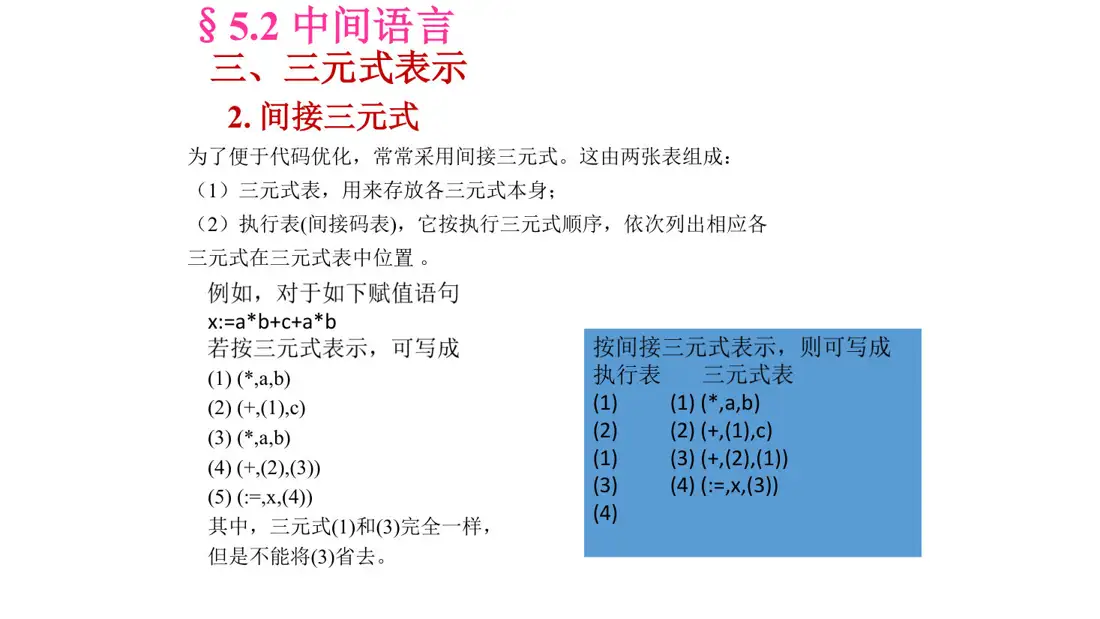 §5.2 中间语言
三、三元式表示
2. 间接三元式
为了便于代码优化，常常采用间接三元式。这由两张表组成：
（1）三元式表，用来存放各三元式本身；
（2）执行表(间接码表)，它按执行三元式顺序，依次列出相应各
三元式在三元式表中位置 。
例如，对于如下赋值语句
x:=a*b+c+a*b
若按三元式表示，可写成
(1) (*,a,b)
(2) (+,(1),c)
(3) (*,a,b)
(4) (+,(2),(3))
(5) (:=,x,(4))
其中，三元式(1)和(3)完全一样，
但是不能将(3)省去。
按间接三元式表示，则可写成
执行表 三元式表
(1) (1) (*,a,b)
(2) (2) (+,(1),c)
(1) (3) (+,(2),(1))
(3) (4) (:=,x,(3))
(4)